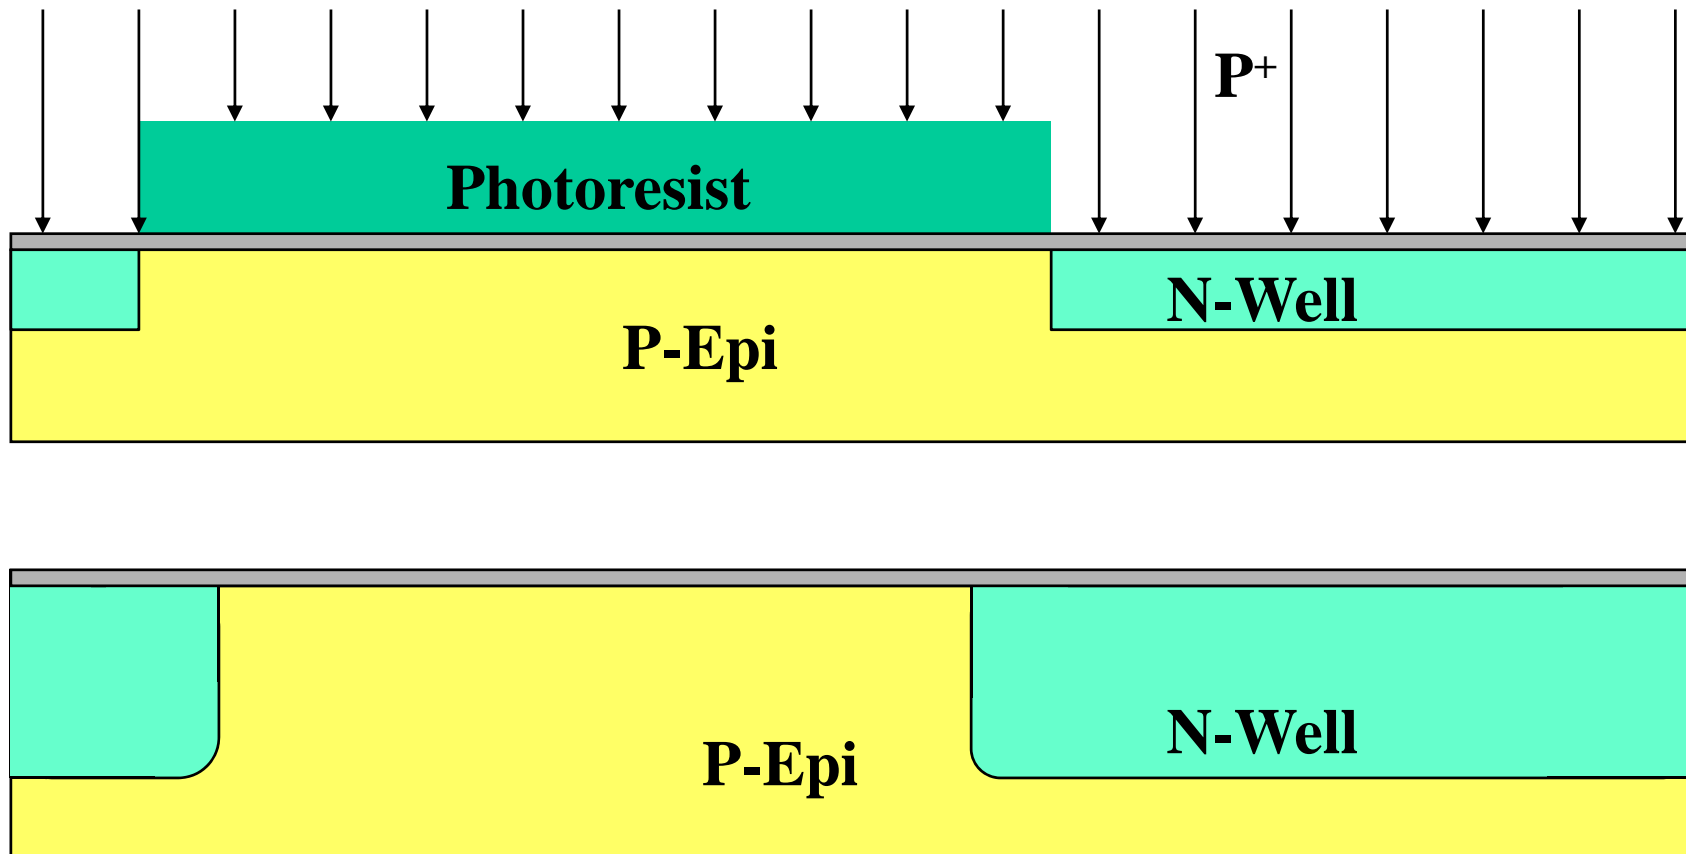 P⁺
Photoresist
N-Well
P-Epi
N-Well
P-Epi